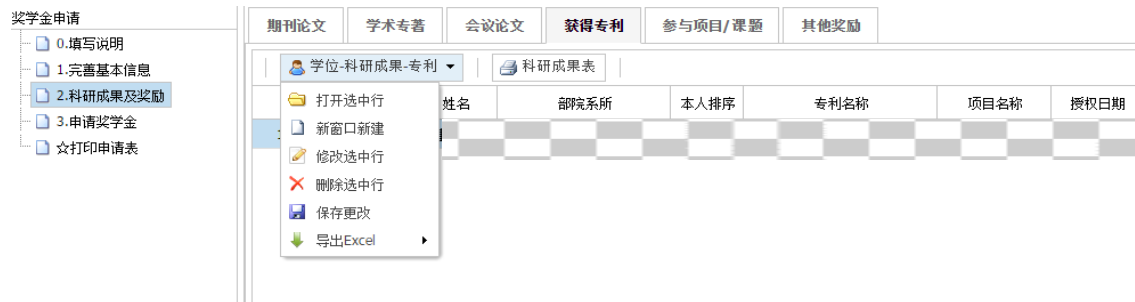 奖学金申请
0.填写说明
1.完善基本信息
2.科研成果及奖励
3.申请奖学金
☆打印申请表
期刊论文 学术专著 会议论文 获得专利 参与项目/课题 其他奖励
学位-科研成果-专利 科研成果表
姓名 部院系所 本人排序 专利名称 项目名称 授权日期
打开选中行
新窗口新建
修改选中行
删除选中行
保存更改
导出Excel